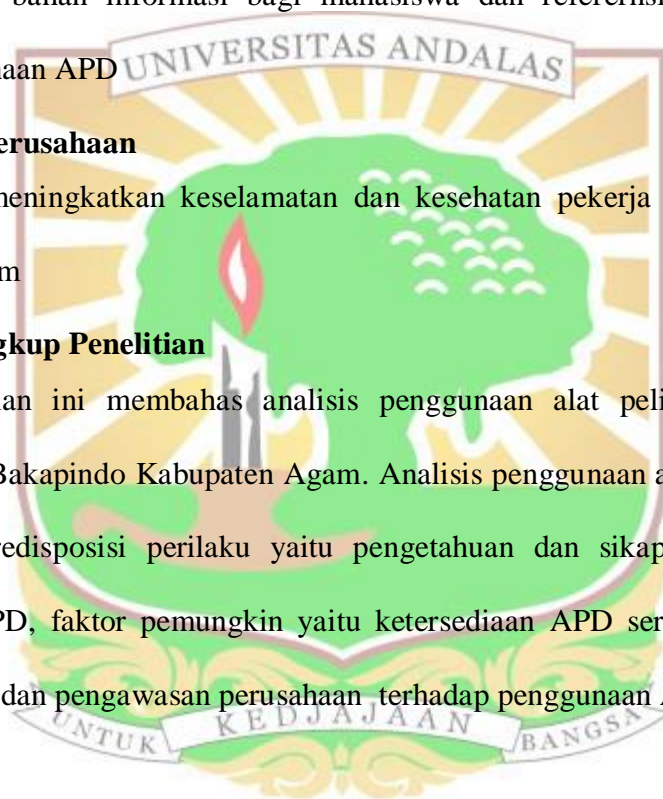 bahan informasi bagi mahasiswa dan
UNIVERSITAS ANDALAS
naan APD
erusahaan
meningkatkan keselamatan dan kesehatan pekerja
m
gkup Penelitian
an ini membahas analisis penggunaan alat peli
Bakapindo Kabupaten Agam. Analisis penggunaan a
redisposisi perilaku yaitu pengetahuan dan sikap
PD, faktor pemungkin yaitu ketersediaan APD ser
dan pengawasan perusahaan terhadap penggunaan A
UNTUK KEDJAJAAN BANGSA